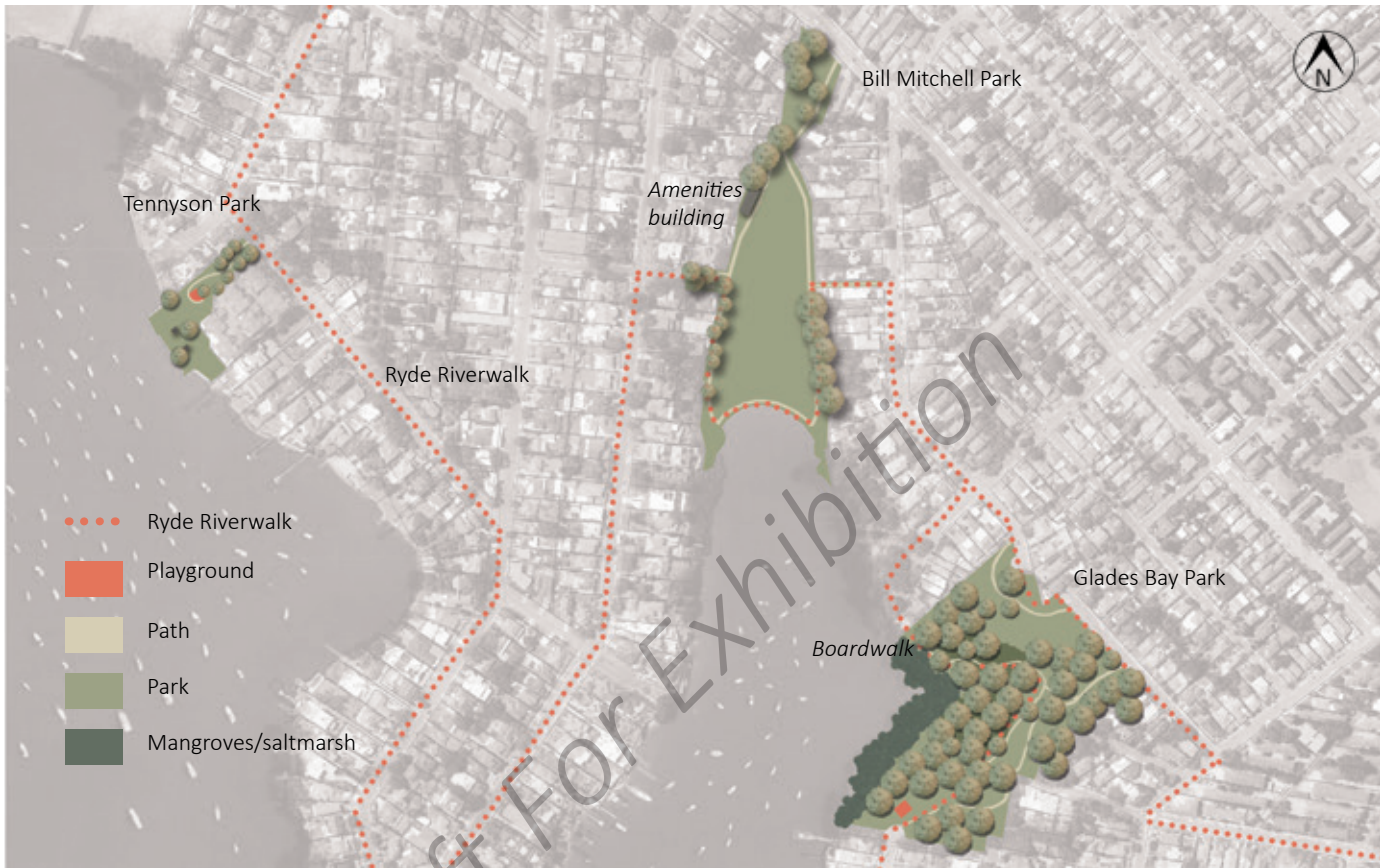 Bill Mitchell Park
N
Amenities
building
Tennyson Park
Ryde Riverwalk
Ryde Riverwalk
Playground
Path
Park
Mangroves/saltmarsh
Glades Bay Park
Boardwalk
ft For Exhibition